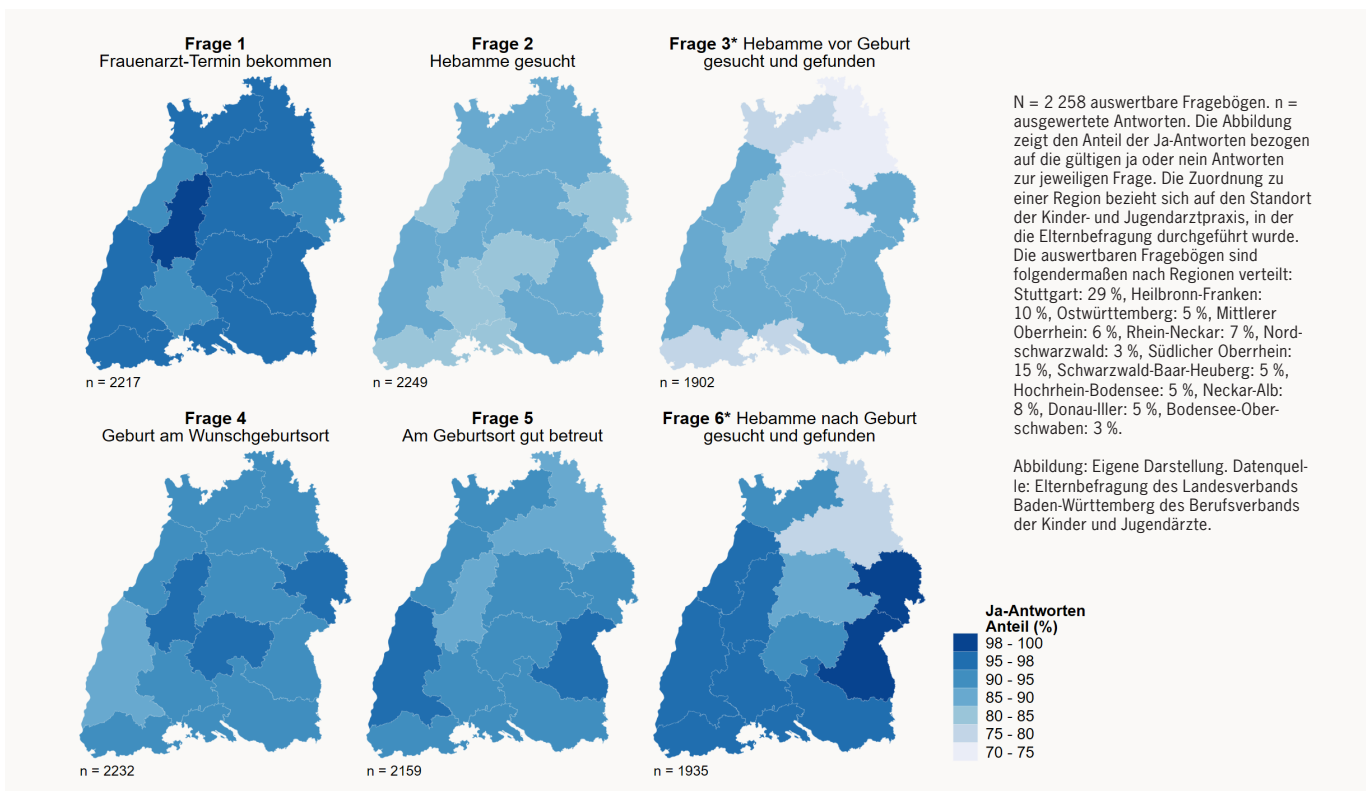 Frage 1
Frauenarzt-Termin bekommen
n = 2217
Frage 2
Hebamme gesucht
n = 2249
Frage 3* Hebamme vor Geburt
gesucht und gefunden
n = 1902
Frage 4
Geburt am Wunschgeburtsort
n = 2232
Frage 5
Am Geburtsort gut betreut
n = 2159
Frage 6* Hebamme nach Geburt
gesucht und gefunden
n = 1935
N = 2 258 auswertbare Fragebögen. n =
ausgewertete Antworten. Die Abbildung
zeigt den Anteil der Ja-Antworten bezogen
auf die gültigen ja oder nein Antworten
zur jeweiligen Frage. Die Zuordnung zu
einer Region bezieht sich auf den Standort
der Kinder- und Jugendarztpraxis, in der
die Elternbefragung durchgeführt wurde.
Die auswertbaren Fragebögen sind
folgendermaßen nach Regionen verteilt:
Stuttgart: 29 %, Heilbronn-Franken:
10 %, Ostwürttemberg: 5 %, Mittlerer
Oberrhein: 6 %, Rhein-Neckar: 7 %, Nord-
schwarzwald: 3 %, Südlicher Oberrhein:
15 %, Schwarzwald-Baar-Heuberg: 5 %,
Hochrhein-Bodensee: 5 %, Neckar-Alb:
8 %, Donau-Iller: 5 %, Bodensee-Ober-
schwaben: 3 %.
Abbildung: Eigene Darstellung. Datenquel-
le: Elternbefragung des Landesverbands
Baden-Württemberg des Berufsverbands
der Kinder und Jugendärzte.
Ja-Antworten
Anteil (%)
98 - 100
95 - 98
90 - 95
85 - 90
80 - 85
75 - 80
70 - 75